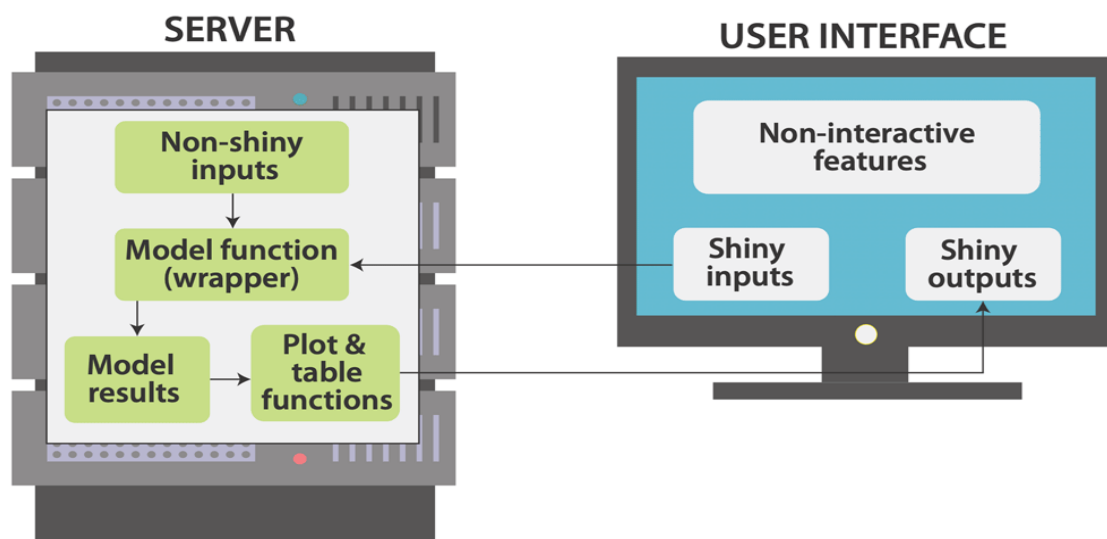 SERVER
Non-shiny
inputs
Model function
(wrapper)
Model
results
Plot &
table
functions
USER INTERFACE
Non-interactive
features
Shiny
inputs
Shiny
outputs